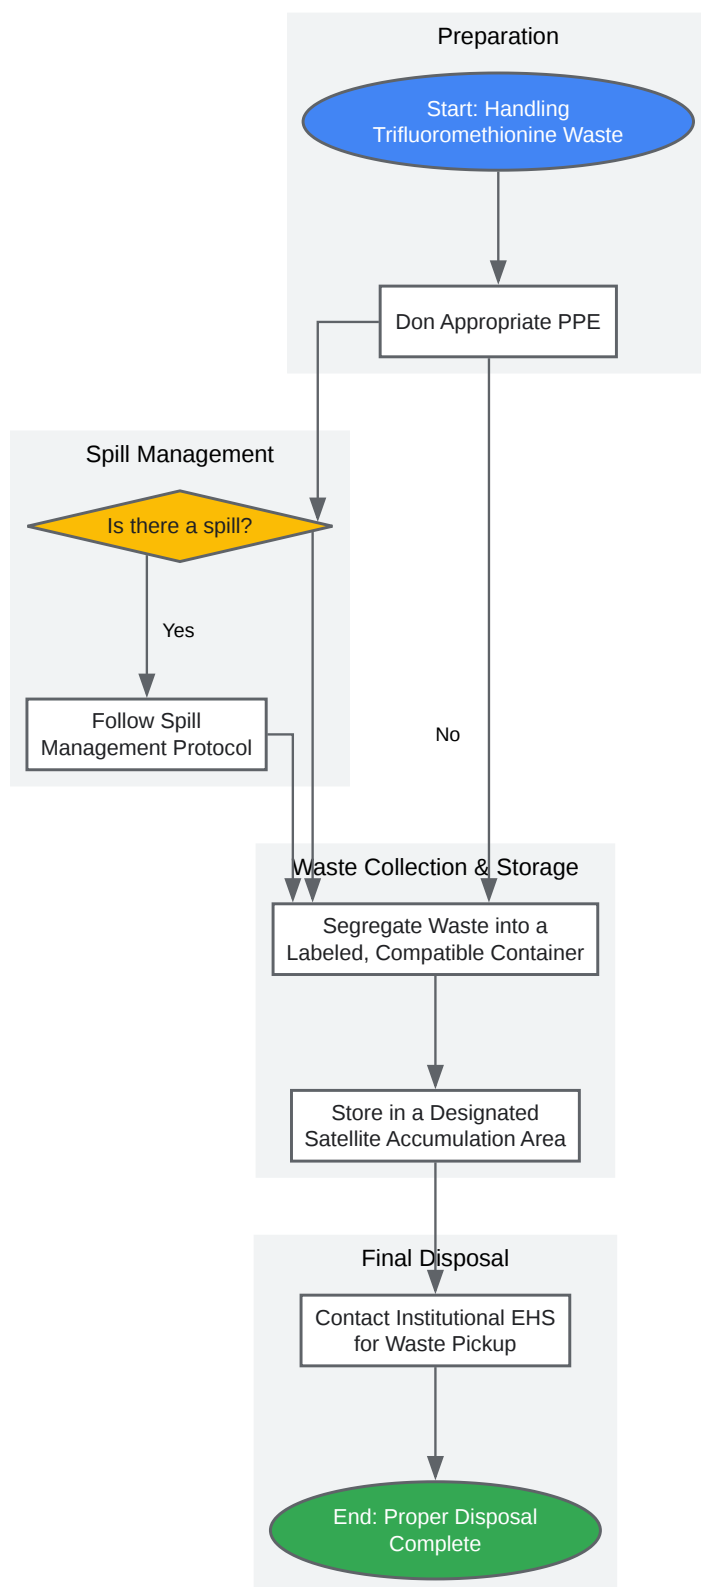 Preparation
Start: Handling
Trifluoromethionine Waste
Don Appropriate PPE
Spill Management
Is there a spill?
Yes
Follow Spill
Management Protocol
No
Waste Collection & Storage
Segregate Waste into a
Labeled, Compatible Container
Store in a Designated
Satellite Accumulation Area
Final Disposal
Contact Institutional EHS
for Waste Pickup
End: Proper Disposal
Complete